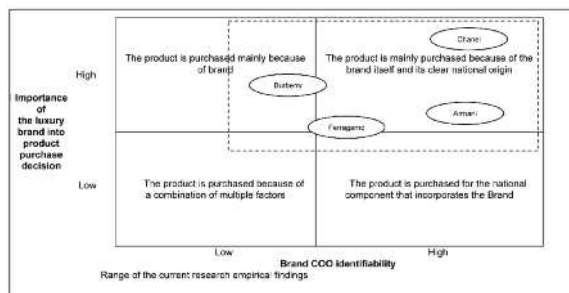 Chanel
The product is purchased mainly because
of brand
The product is mainly purchased because of the
brand itself and its clear national origin
High
Burberry
Importance
of
the luxury
brand into
product
purchase
decision
Armani
Ferragamo
Low
The product is purchased because of
a combination of multiple factors
The product is purchased for the national
component that incorporates the Brand
Low
High
Brand COO identifiability
Range of the current research empirical findings